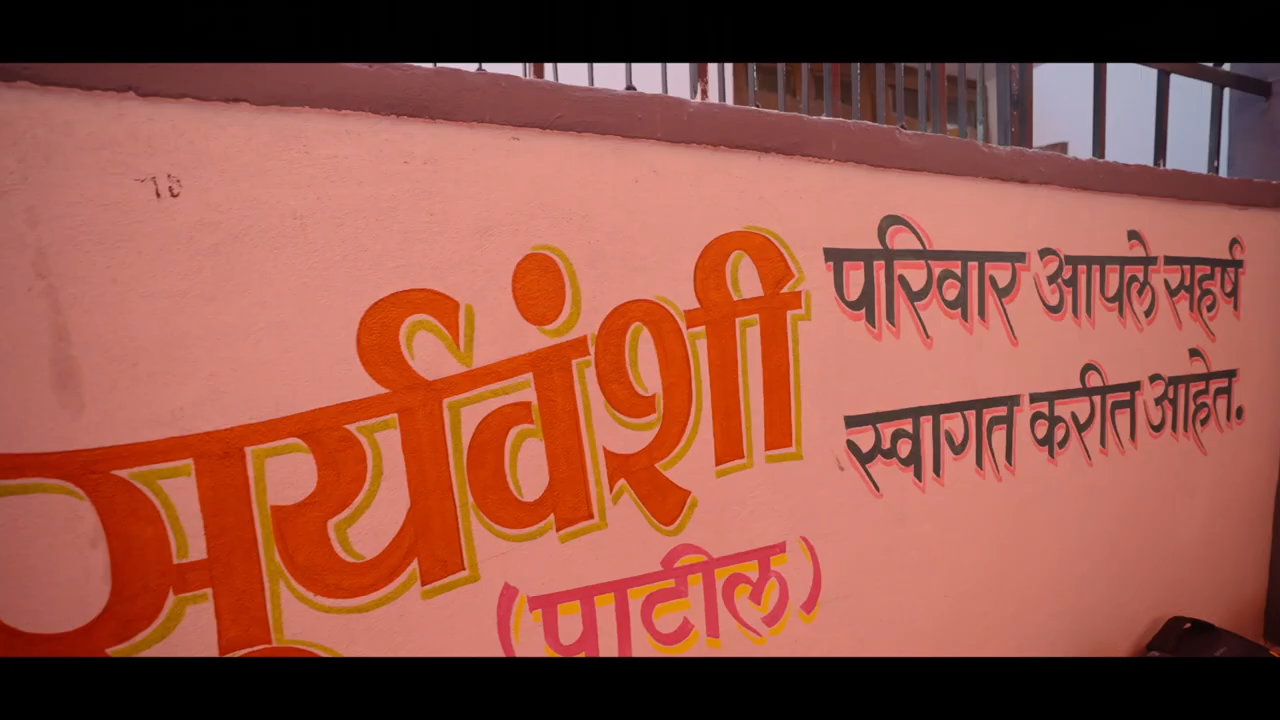 सूर्यवंशी
(पाटील)
परिवार आपले सहर्ष
स्वागत करीत आहेत.